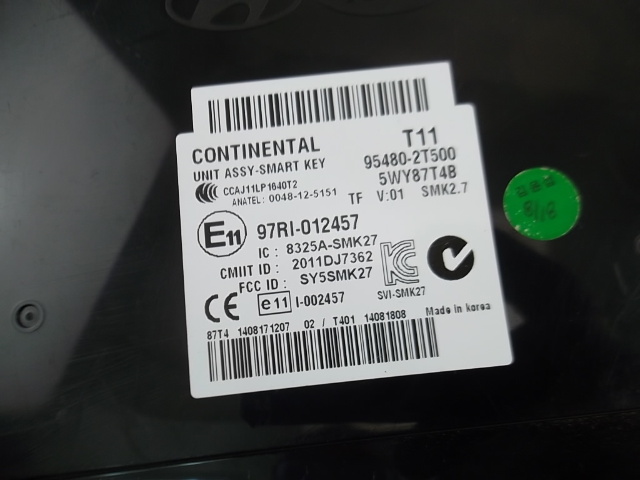 CONTINENTAL T11
UNIT ASSY-SMART KEY 95480-2T500
CCAJ11LP1640T2 5WY87T4B
ANATEL: 0048-12-5151 TF V:01 SMK2.7
E11 97RI-012457
IC : 8325A-SMK27
CMIIT ID : 2011DJ7362
FCC ID : SY5SMK27
CE e11 I-002457
SVI-SMK27
Made in korea
87T4 1408171207 02 / T401 14081808